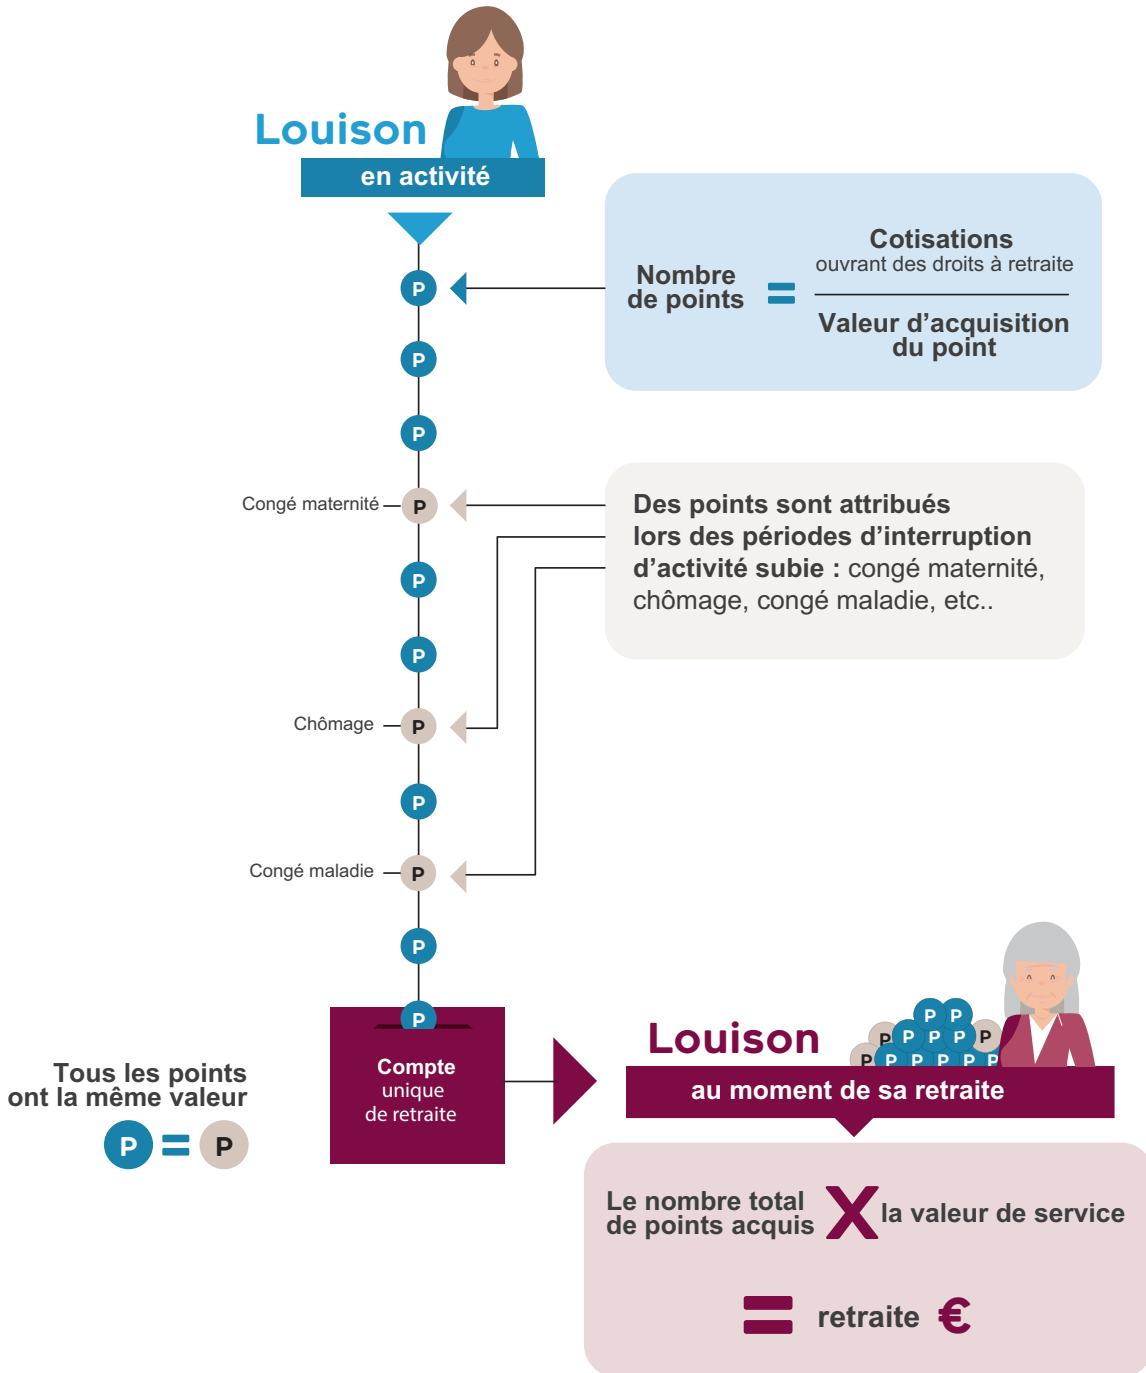 Louison
en activité
Nombre
de points
=
Cotisations
ouvrant des droits à retraite
Valeur d’acquisition
du point
P
P
P
Congé maternité
P
Des points sont attribués
lors des périodes d’interruption
d’activité subie : congé maternité,
chômage, congé maladie, etc..
P
P
Chômage
P
P
Congé maladie
P
P
P
Compte
unique
de retraite
Tous les points
ont la même valeur
P = P
Louison
P P
P P P P P
P P P P P P
au moment de sa retraite
Le nombre total
de points acquis
X
la valeur de service
= retraite €